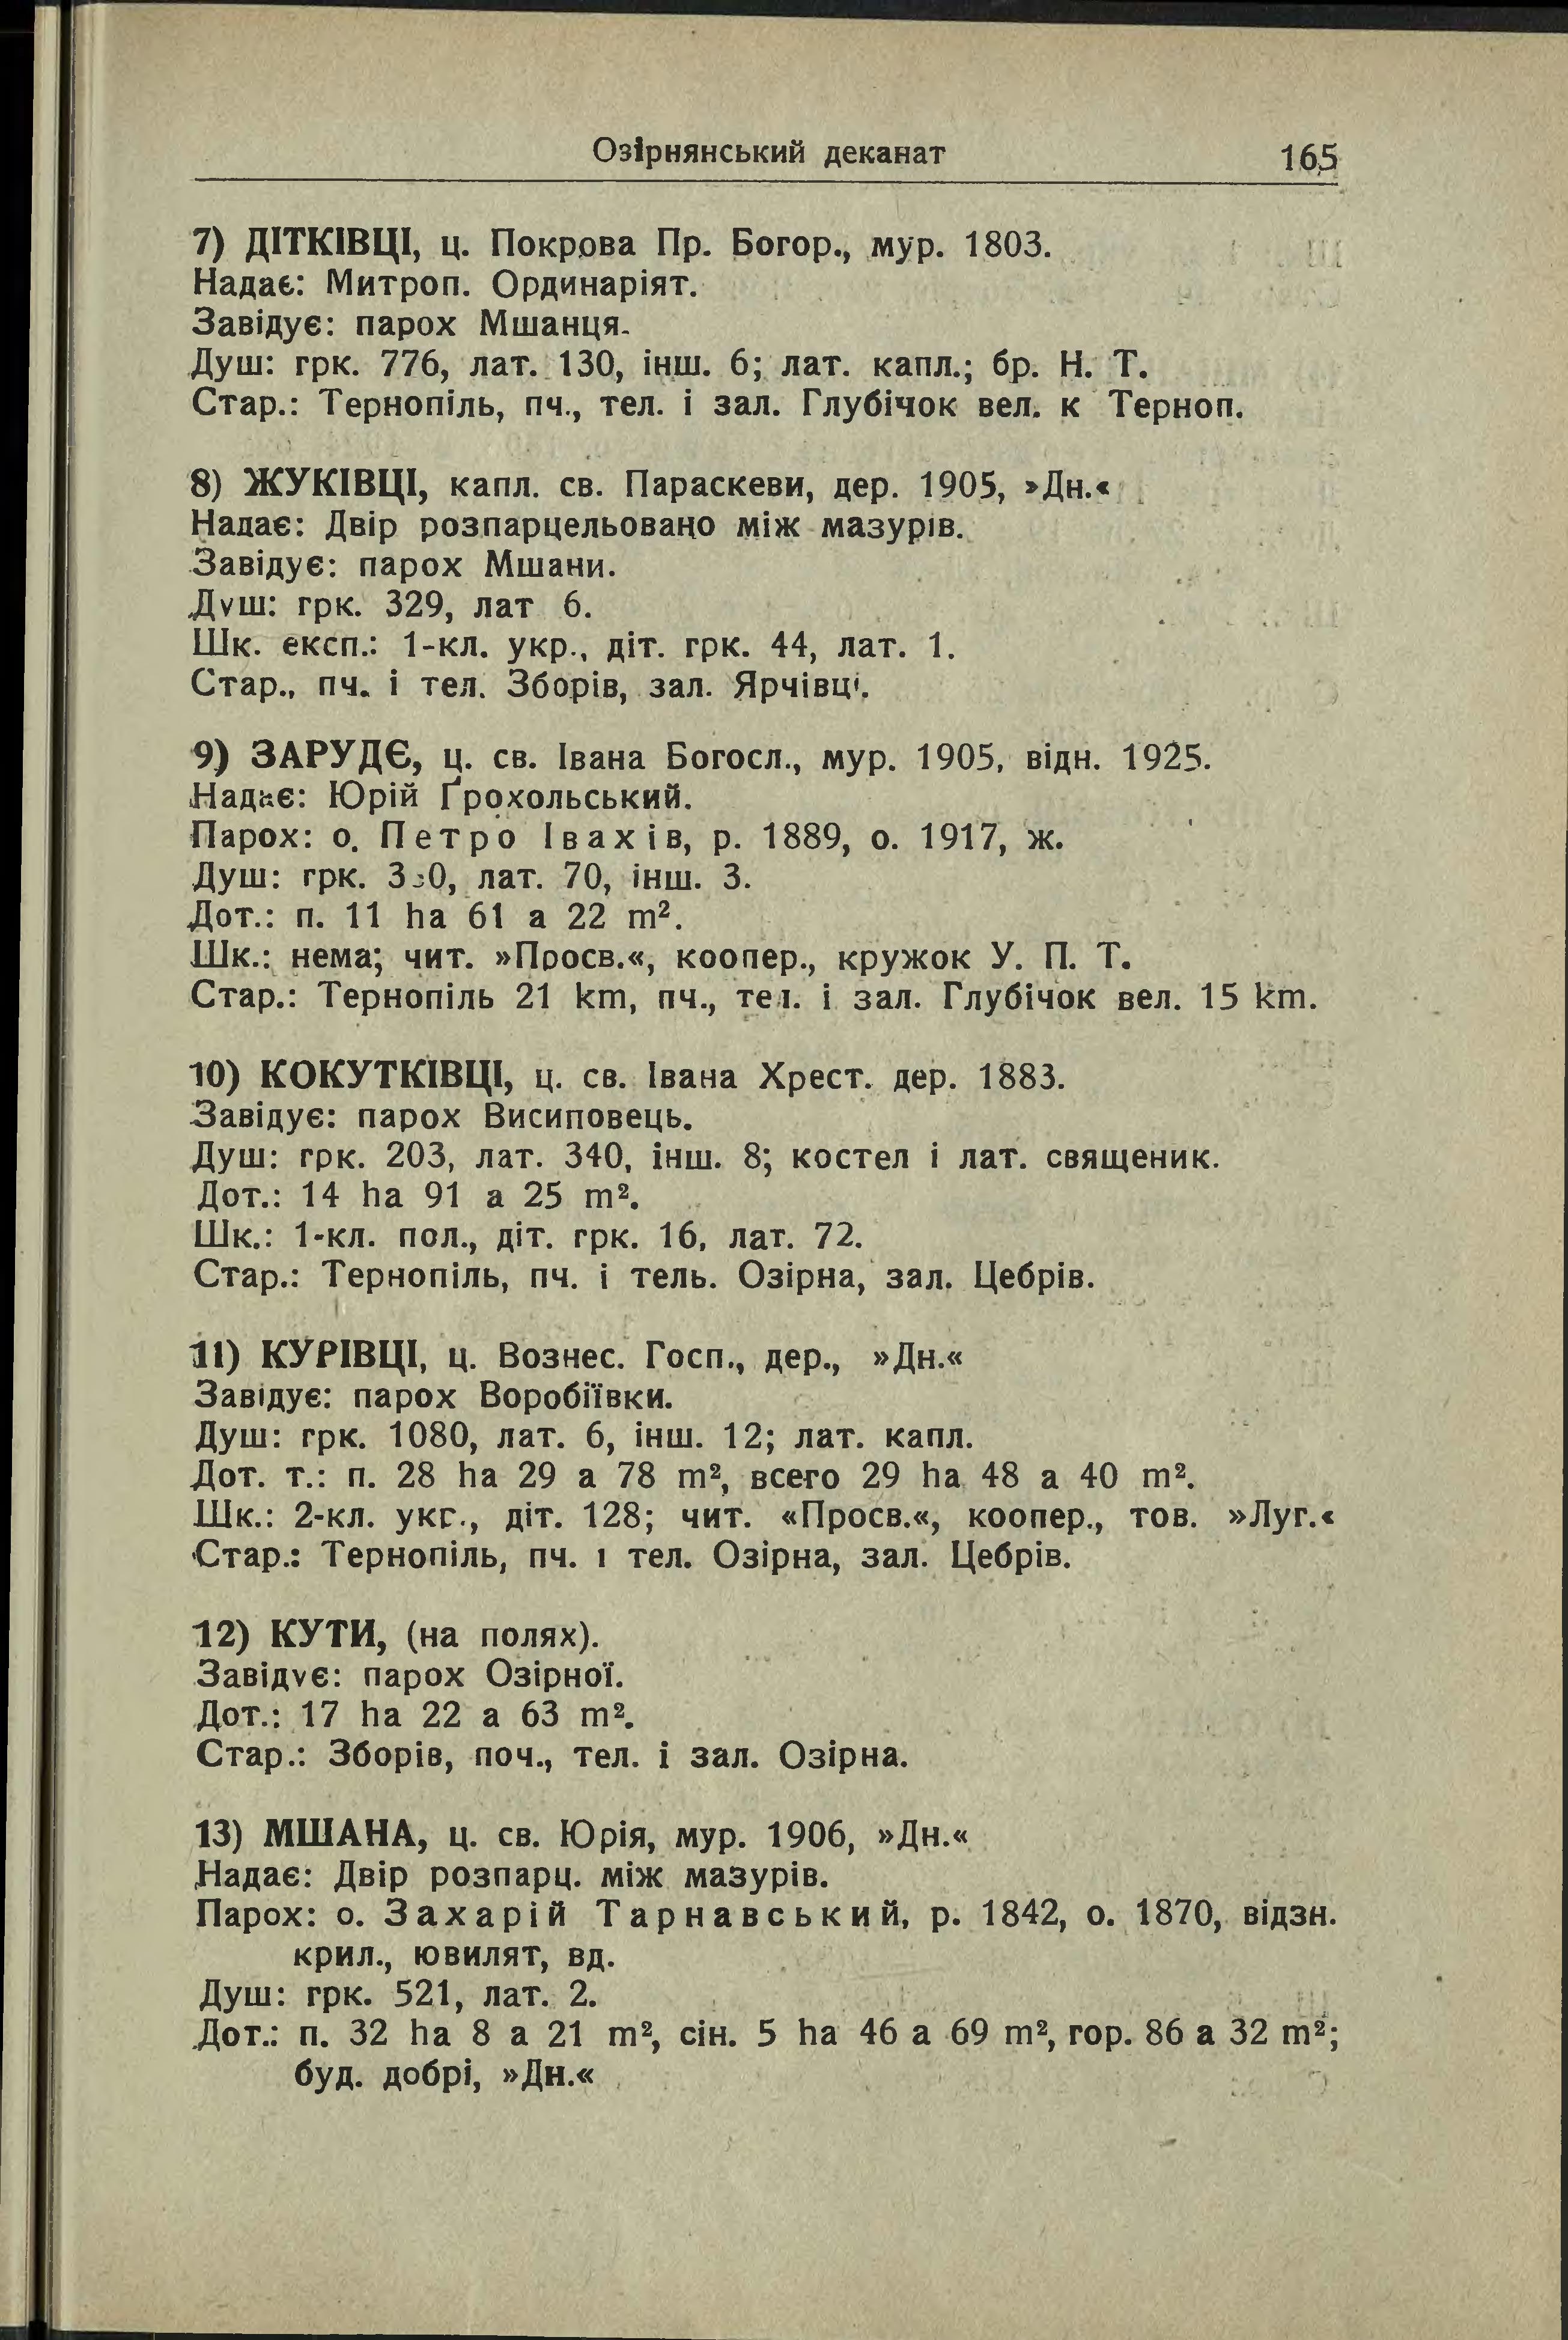 Озірнянський деканат 165
7) ДІТКІВЦІ, ц. Покрова Пр. Богор., мур. 1803.
Надає: Митроп. Ординаріят.
Завідує: парох Мшанця.
Душ: грк. 776, лат. 130, інш. 6; лат. капл.; бр. Н. Т.
Стар.: Тернопіль, пч., тел. і зал. Глубічок вел. к Терноп.
8) ЖУКІВЦІ, капл. св. Параскеви, дер. 1905, »Дн.«
Надає: Двір розпарцельовано між мазурів.
Завідує: парох Мшани.
Душ: грк. 329, лат 6.
Шк. експ.: 1-кл. укр., діт. грк. 44, лат. 1.
Стар., пч. і тел. Зборів, зал. Ярчівці.
9) ЗАРУДЄ, ц. св. Івана Богосл., мур. 1905, відн. 1925.
Надає: Юрій Ґрохольський.
Парох: о. Петро Івахів, р. 1889, о. 1917, ж.
Душ: грк. лат. 70, інш. 3.
Дот.: п. 11 ha 61 a 22 m².
Шк.: нема; чит. »Просв.«, коопер., кружок У. П. Т.
Стар.: Тернопіль 21 km, пч., тел. і зал. Глубічок вел. 15 km.
10) КОКУТКІВЦІ, ц. св. Івана Хрест. дер. 1883.
Завідує: парох Висиповець.
Душ: грк. 203, лат. 340, інш. 8; костел і лат. священик.
Дот.: 14 ha 91 a 25 m².
Шк.: 1-кл. пол., діт. грк. 16, лат. 72.
Стар.: Тернопіль, пч. і тель. Озірна, зал. Цебрів.
11) КУРІВЦІ, ц. Вознес. Госп., дер., »Дн.«
Завідує: парох Воробіївки.
Душ: грк. 1080, лат. 6, інш. 12; лат. капл.
Дот. т.: п. 28 ha 29 a 78 m², всего 29 ha 48 a 40 m².
Шк.: 2-кл. укр., діт. 128; чит. «Просв.«, коопер., тов. »Луг.«
Стар.: Тернопіль, пч. і тел. Озірна, зал. Цебрів.
12) КУТИ, (на полях).
Завідує: парох Озірної.
Дот.: 17 ha 22 a 63 m².
Стар.: Зборів, поч., тел. і зал. Озірна.
13) МШАНА, ц. св. Юрія, мур. 1906, »Дн.«
Надає: Двір розпарц. між мазурів.
Парох: о. Захарій Тарнавський, р. 1842, о. 1870, відзн.
крил., ювилят, вд.
Душ: грк. 521, лат. 2.
Дот.: п. 32 ha 8 a 21 m², сін. 5 ha 46 a 69 m², гор. 86 a 32 m²;
буд. добрі, »Дн.«